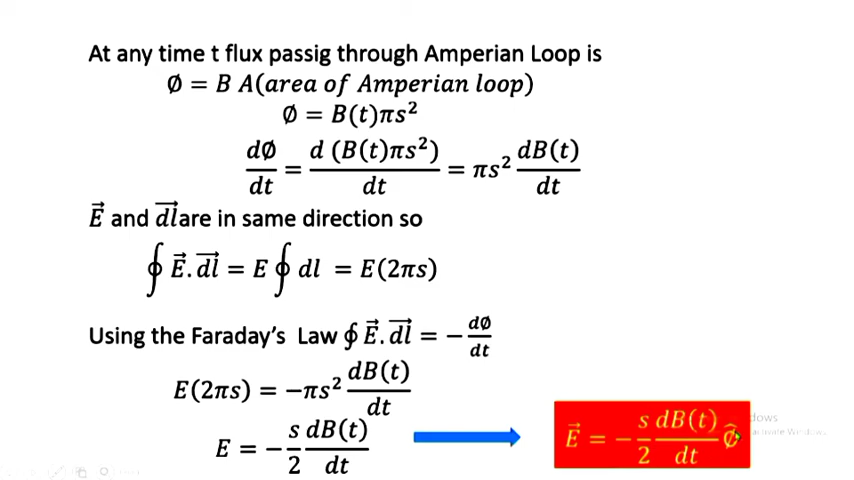 At any time t flux passig through Amperian Loop is
∅ = B A(area of Amperian loop)
∅ = B(t)πs²
d∅/dt = d (B(t)πs²)/dt = πs² dB(t)/dt
E⃗ and dl⃗are in same direction so
∮ E⃗. dl⃗ = E ∮ dl = E(2πs)
Using the Faraday's Law ∮ E⃗. dl⃗ = − d∅/dt
E(2πs) = −πs² dB(t)/dt
E = − s/2 dB(t)/dt
E⃗ = − s/2 dB(t)/dt ∅̂